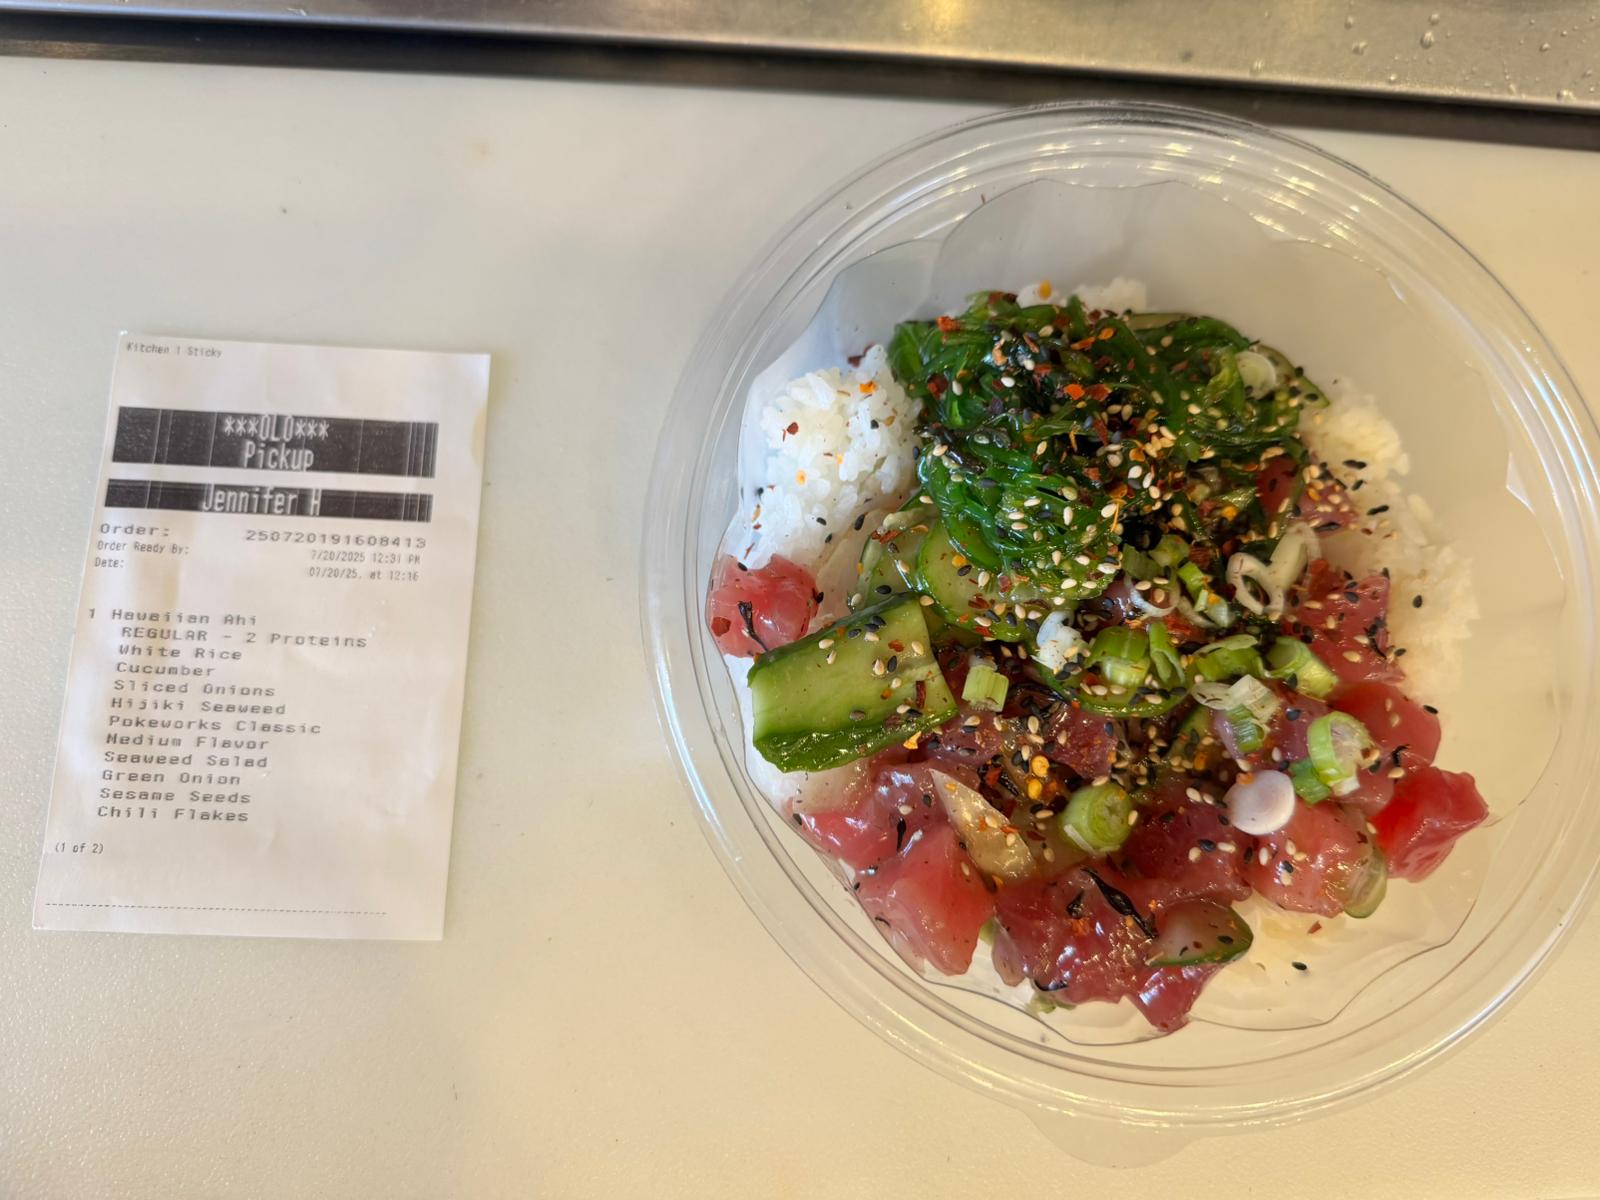 Kitchen 1 Sticky
***OLO***
Pickup
Jennifer H
Order: 250720191608413
Order Ready By: 7/20/2025 12:31 PM
Date: 07/20/25. at 12:16
1 Hawaiian Ahi
REGULAR - 2 Proteins
White Rice
Cucumber
Sliced Onions
Hijiki Seaweed
Pokeworks Classic
Medium Flavor
Seaweed Salad
Green Onion
Sesame Seeds
Chili Flakes
(1 of 2)